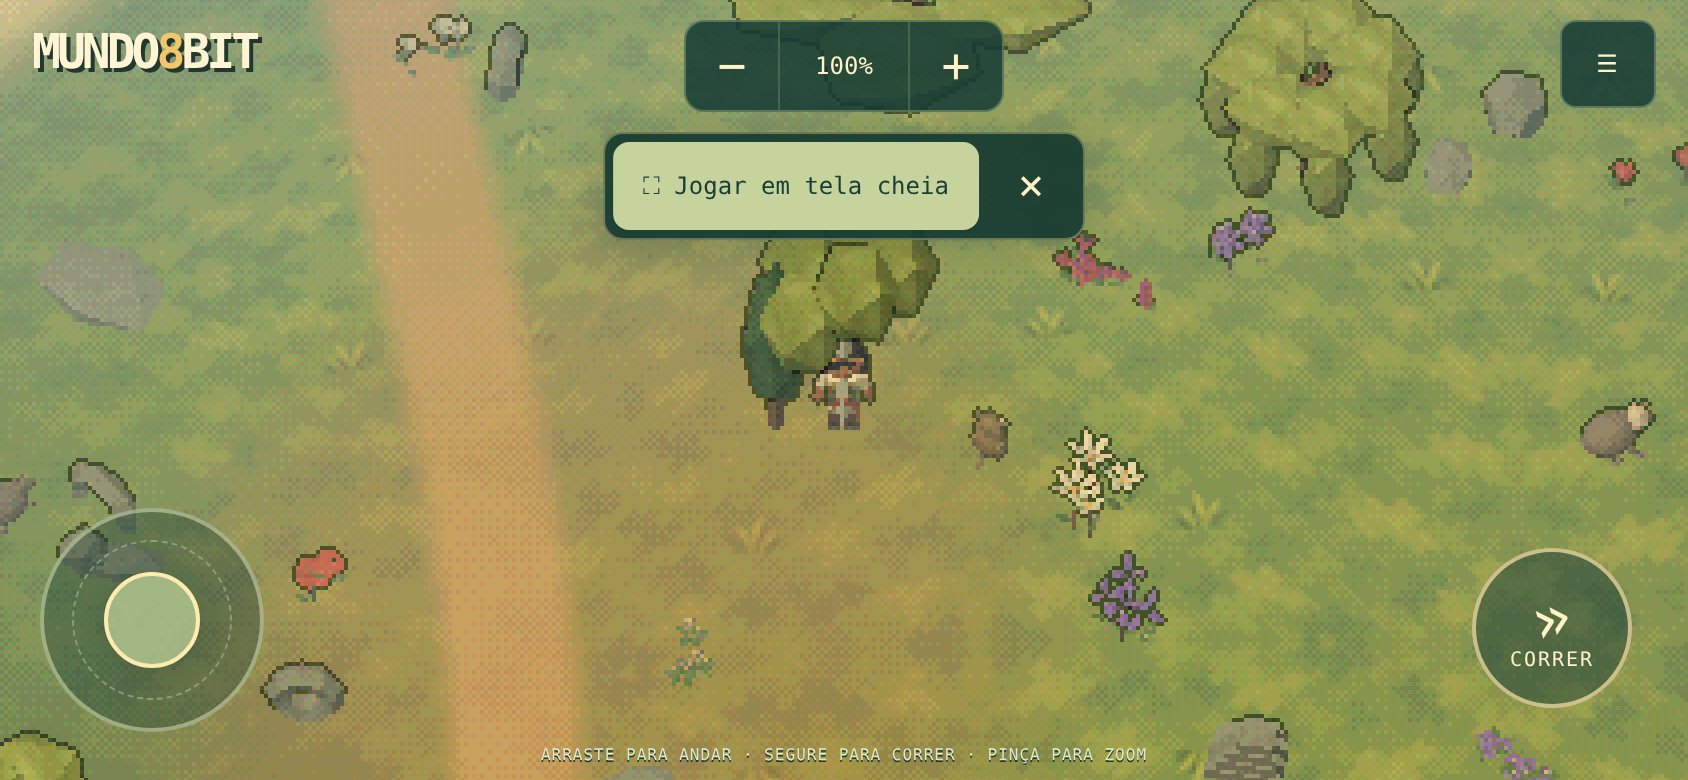 MUNDO8BIT
100%
Jogar em tela cheia
CORRER
ARRASTE PARA ANDAR · SEGURE PARA CORRER · PINÇA PARA ZOOM